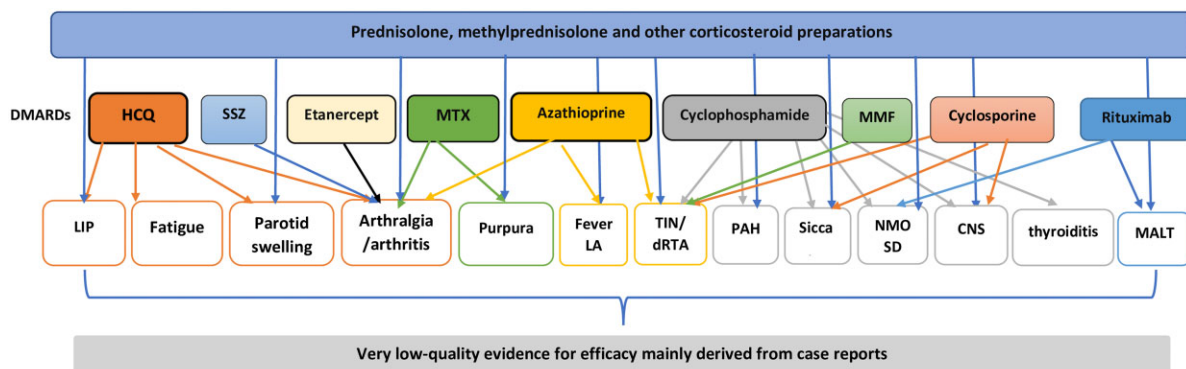 Prednisolone, methylprednisolone and other corticosteroid preparations
DMARDs
HCQ
SSZ
Etanercept
MTX
Azathioprine
Cyclophosphamide
MMF
Cyclosporine
Rituximab
LIP
Fatigue
Parotid
swelling
Arthralgia
/arthritis
Purpura
Fever
LA
TIN/
dRTA
PAH
Sicca
NMO
SD
CNS
thyroiditis
MALT
Very low-quality evidence for efficacy mainly derived from case reports